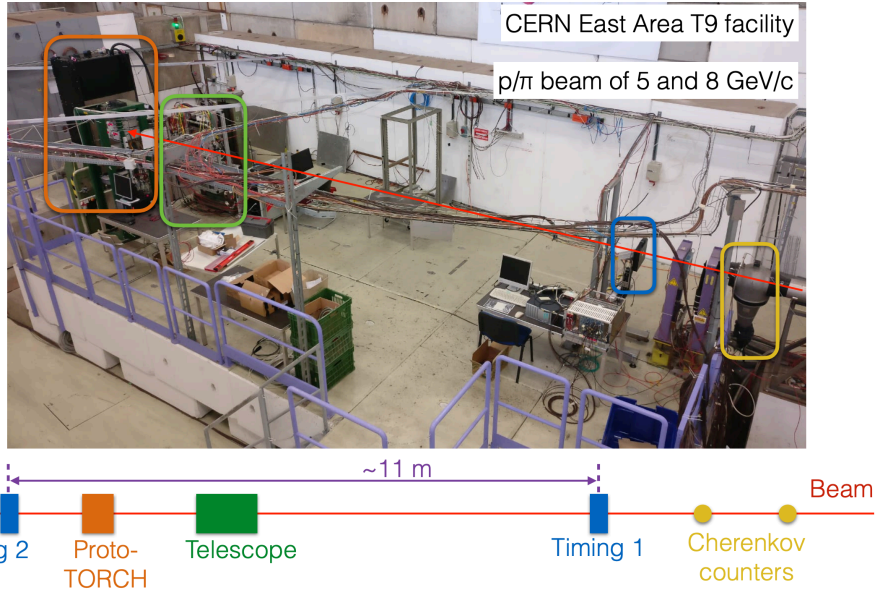 CERN East Area T9 facility
p/π beam of 5 and 8 GeV/c
~11 m
Beam
g 2
Proto-
TORCH
Telescope
Timing 1
Cherenkov
counters